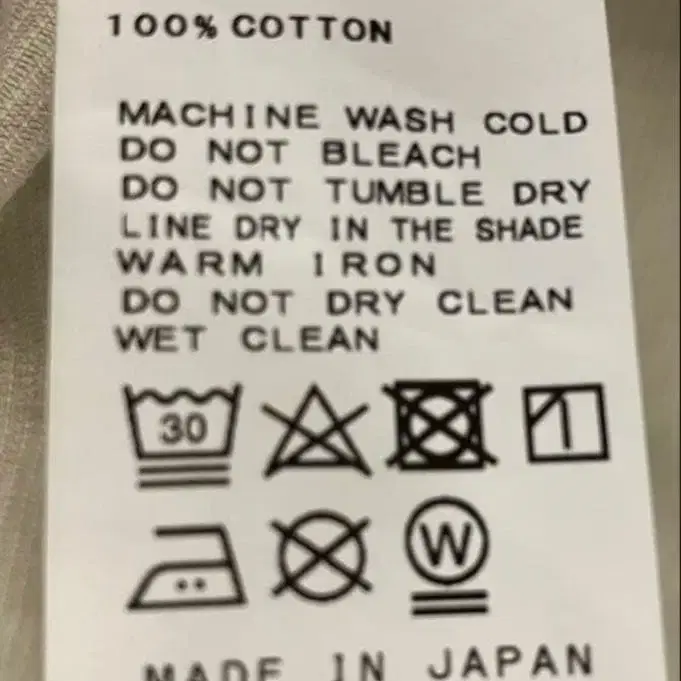 100% COTTON
MACHINE WASH COLD
DO NOT BLEACH
DO NOT TUMBLE DRY
LINE DRY IN THE SHADE
WARM IRON
DO NOT DRY CLEAN
WET CLEAN
30
W
MADE IN JAPAN